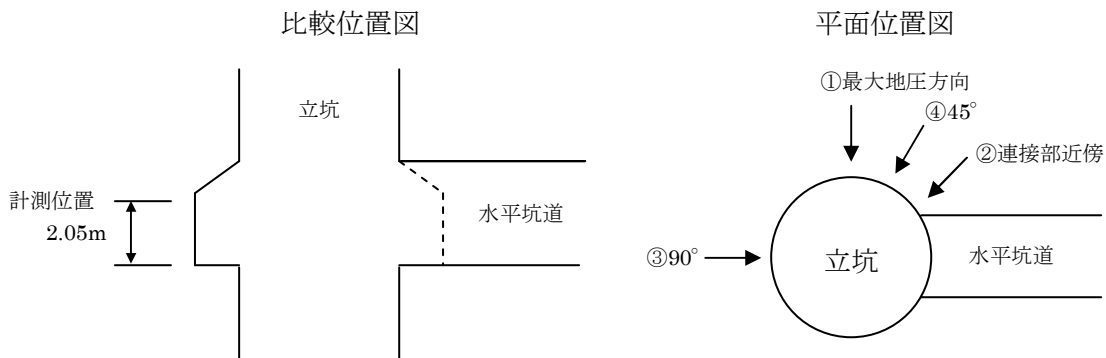 比較位置図
立坑
計測位置
2.05m
水平坑道
平面位置図
①最大地圧方向
④45°
②連接部近傍
③90°
立坑
水平坑道